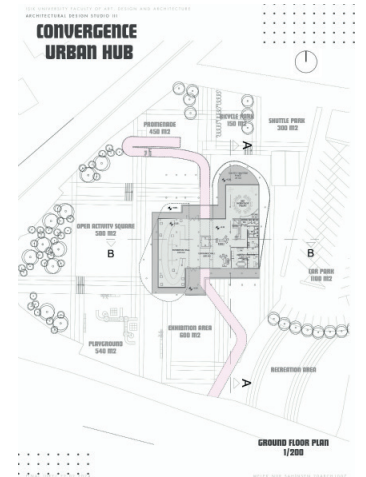 ARCHITECTURAL DESIGN STUDIO III
CONVERGENCE
URBAN HUB
PROMENADE
450 M2
BICYCLE PARK
150 M2
SHUTTLE PARK
300 M2
A
OPEN ACTIVITY SQUARE
500 M2
B
B
CAR PARK
1100 M2
EXHIBITION AREA
600 M2
PLAYGROUND
540 M2
RECREATION AREA
A
GROUND FLOOR PLAN
1/200